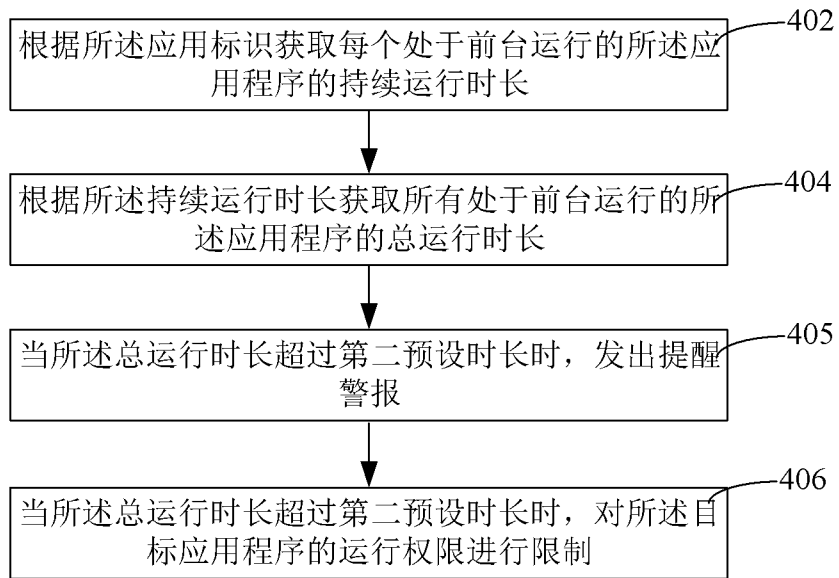 根据所述应用标识获取每个处于前台运行的所述应
用程序的持续运行时长
402
根据所述持续运行时长获取所有处于前台运行的所
述应用程序的总运行时长
404
当所述总运行时长超过第二预设时长时，发出提醒
警报
405
当所述总运行时长超过第二预设时长时，对所述目
标应用程序的运行权限进行限制
406